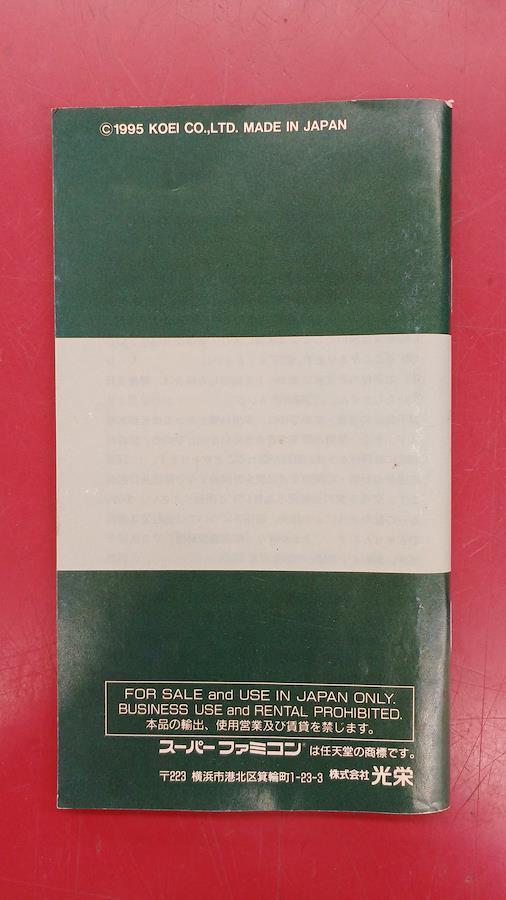 ©1995 KOEI CO.,LTD. MADE IN JAPAN
FOR SALE and USE IN JAPAN ONLY.
BUSINESS USE and RENTAL PROHIBITED.
本品の輸出、使用営業及び賃貸を禁じます。
スーパーファミコン®は任天堂の商標です。
〒223 横浜市港北区箕輪町1-23-3 株式会社 光栄